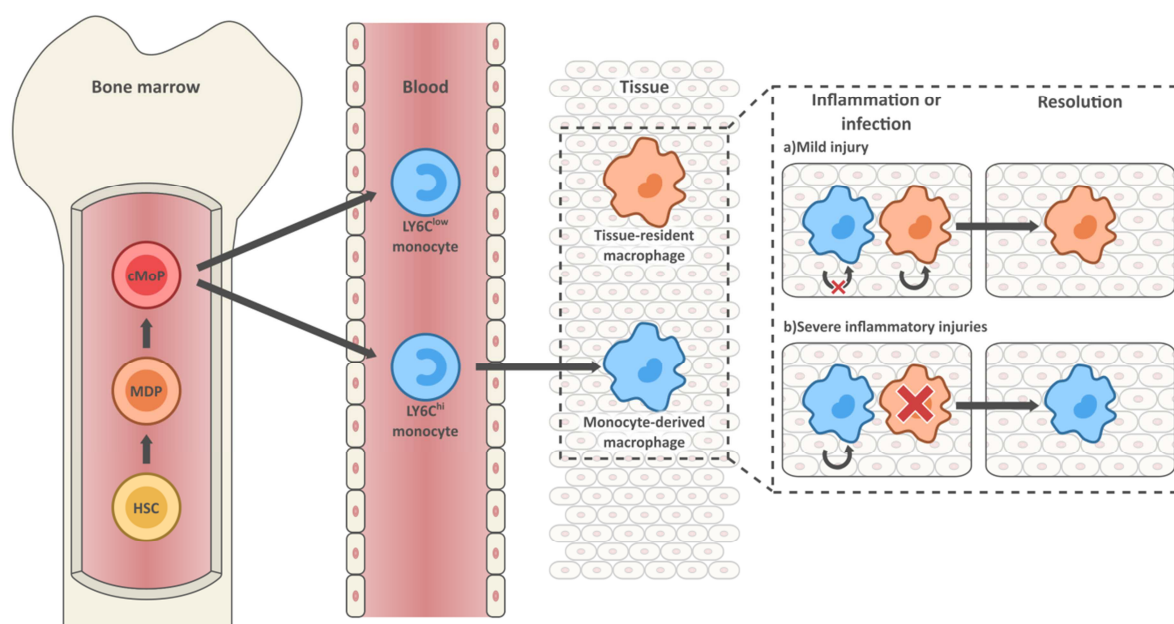 Bone marrow
cMoP
MDP
HSC
Blood
LY6Clow
monocyte
LY6Chi
monocyte
Tissue
Tissue-resident
macrophage
Monocyte-derived
macrophage
Inflammation or
infection
Resolution
a)Mild injury
b)Severe inflammatory injuries